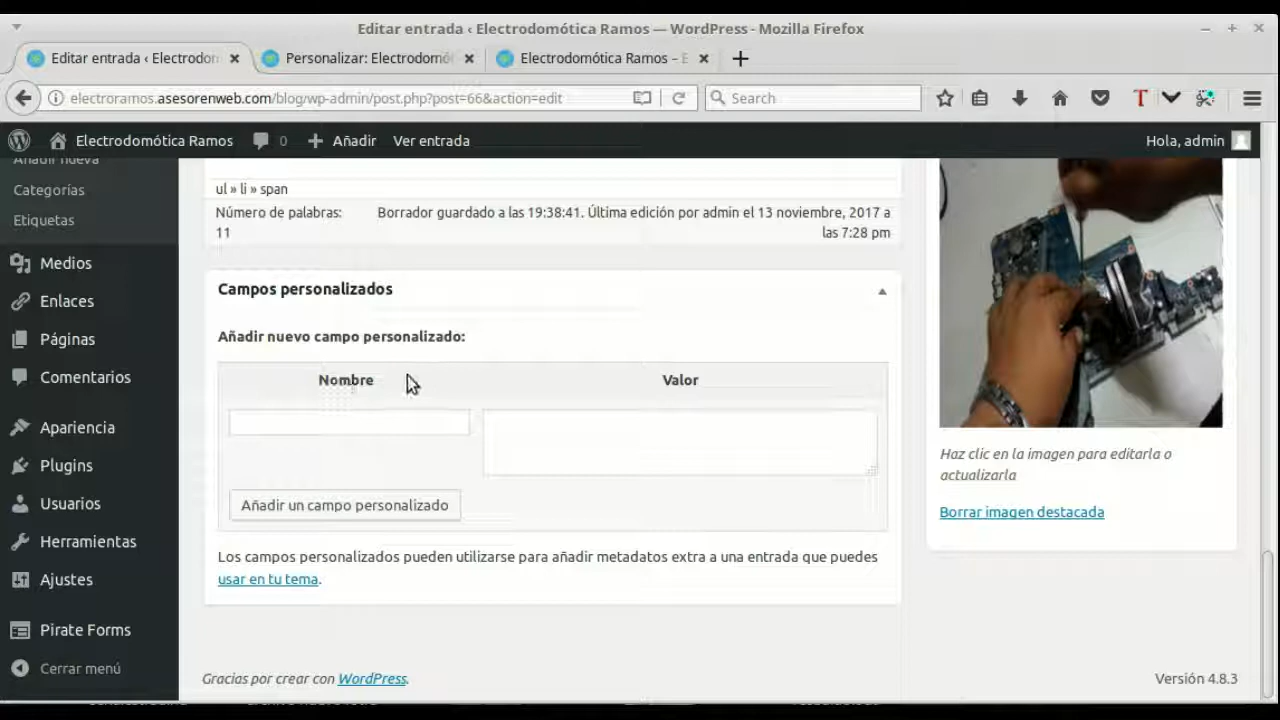 Editar entrada ‹ Electrodomótica Ramos — WordPress - Mozilla Firefox
Editar entrada ‹ Electrodor
Personalizar: Electrodomó
Electrodomótica Ramos – E
electroramos.asesorenweb.com/blog/wp-admin/post.php?post=66&action=edit
Search
Electrodomótica Ramos
0
Añadir
Ver entrada
Hola, admin
Añadir nueva
Categorías
Etiquetas
Medios
Enlaces
Páginas
Comentarios
Apariencia
Plugins
Usuarios
Herramientas
Ajustes
Pirate Forms
Cerrar menú
ul » li » span
Número de palabras:
11
Borrador guardado a las 19:38:41. Última edición por admin el 13 noviembre, 2017 a
las 7:28 pm
Campos personalizados
Añadir nuevo campo personalizado:
Nombre
Valor
Añadir un campo personalizado
Los campos personalizados pueden utilizarse para añadir metadatos extra a una entrada que puedes
usar en tu tema.
Haz clic en la imagen para editarla o
actualizarla
Borrar imagen destacada
Gracias por crear con WordPress.
Versión 4.8.3